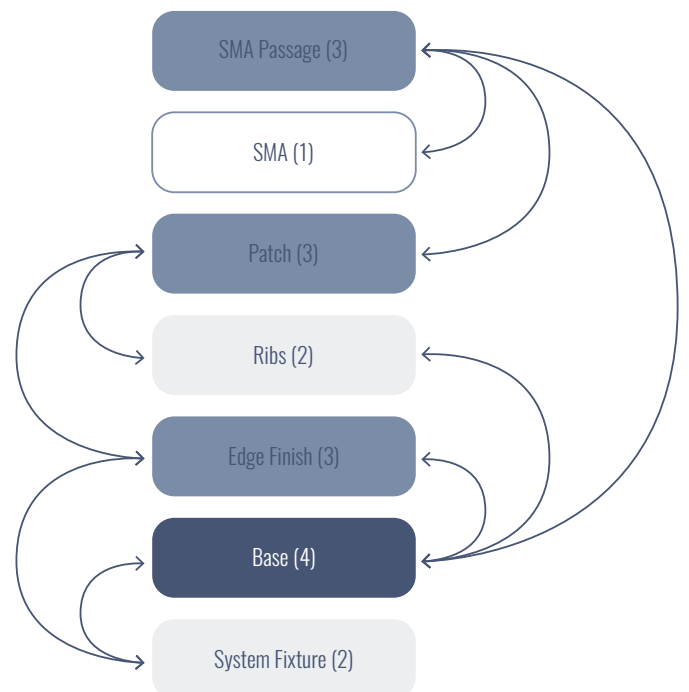 SMA Passage (3)
SMA (1)
Patch (3)
Ribs (2)
Edge Finish (3)
Base (4)
System Fixture (2)